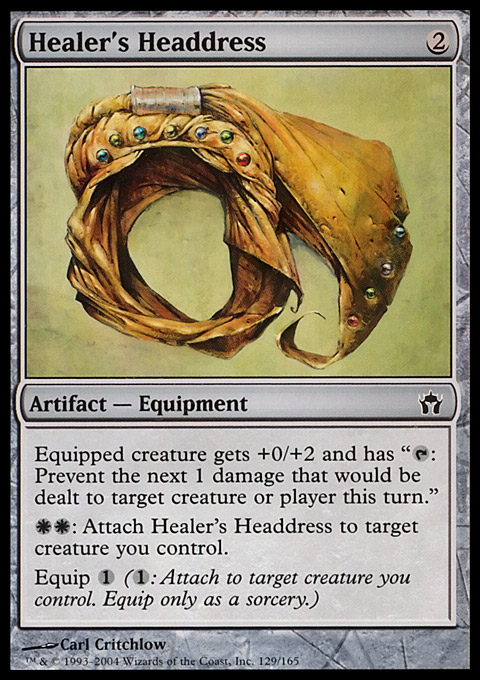 Healer's Headdress 2
Artifact — Equipment
Equipped creature gets +0/+2 and has “:
Prevent the next 1 damage that would be
dealt to target creature or player this turn.”
: Attach Healer's Headdress to target
creature you control.
Equip 1 (1: Attach to target creature you
control. Equip only as a sorcery.)
Carl Critchlow
™ & © 1993–2004 Wizards of the Coast, Inc. 129/165